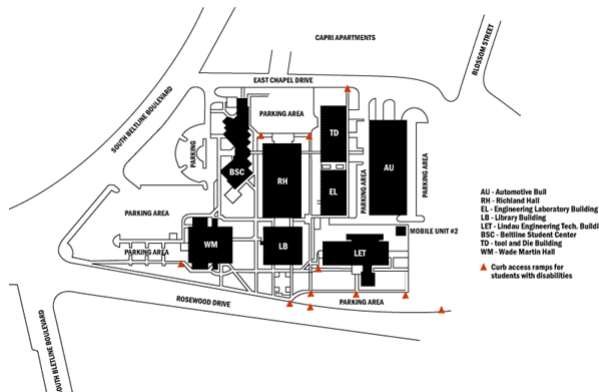 CAPRI APARTMENTS
BLOSSOM STREET
EAST CHAPEL DRIVE
SOUTH BELTLINE BOULEVARD
PARKING AREA
TD
PARKING
BSC
RH
EL
AU
PARKING AREA
PARKING AREA
PARKING AREA
WM
LB
LET
MOBILE UNIT #2
PARKING AREA
PARKING AREA
ROSEWOOD DRIVE
SOUTH BLETLINE BOULEVARD
AU - Automotive Buil
RH - Richland Hall
EL - Engineering Laboratory Building
LB - Library Building
LET - Lindau Engineering Tech. Buildi
BSC - Beltline Student Center
TD - tool and Die Building
WM - Wade Martin Hall
Curb access ramps for
students with disabilities